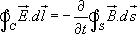 ∮_C E⃗.dl⃗ = −∂/∂t ∮_S B⃗.ds⃗